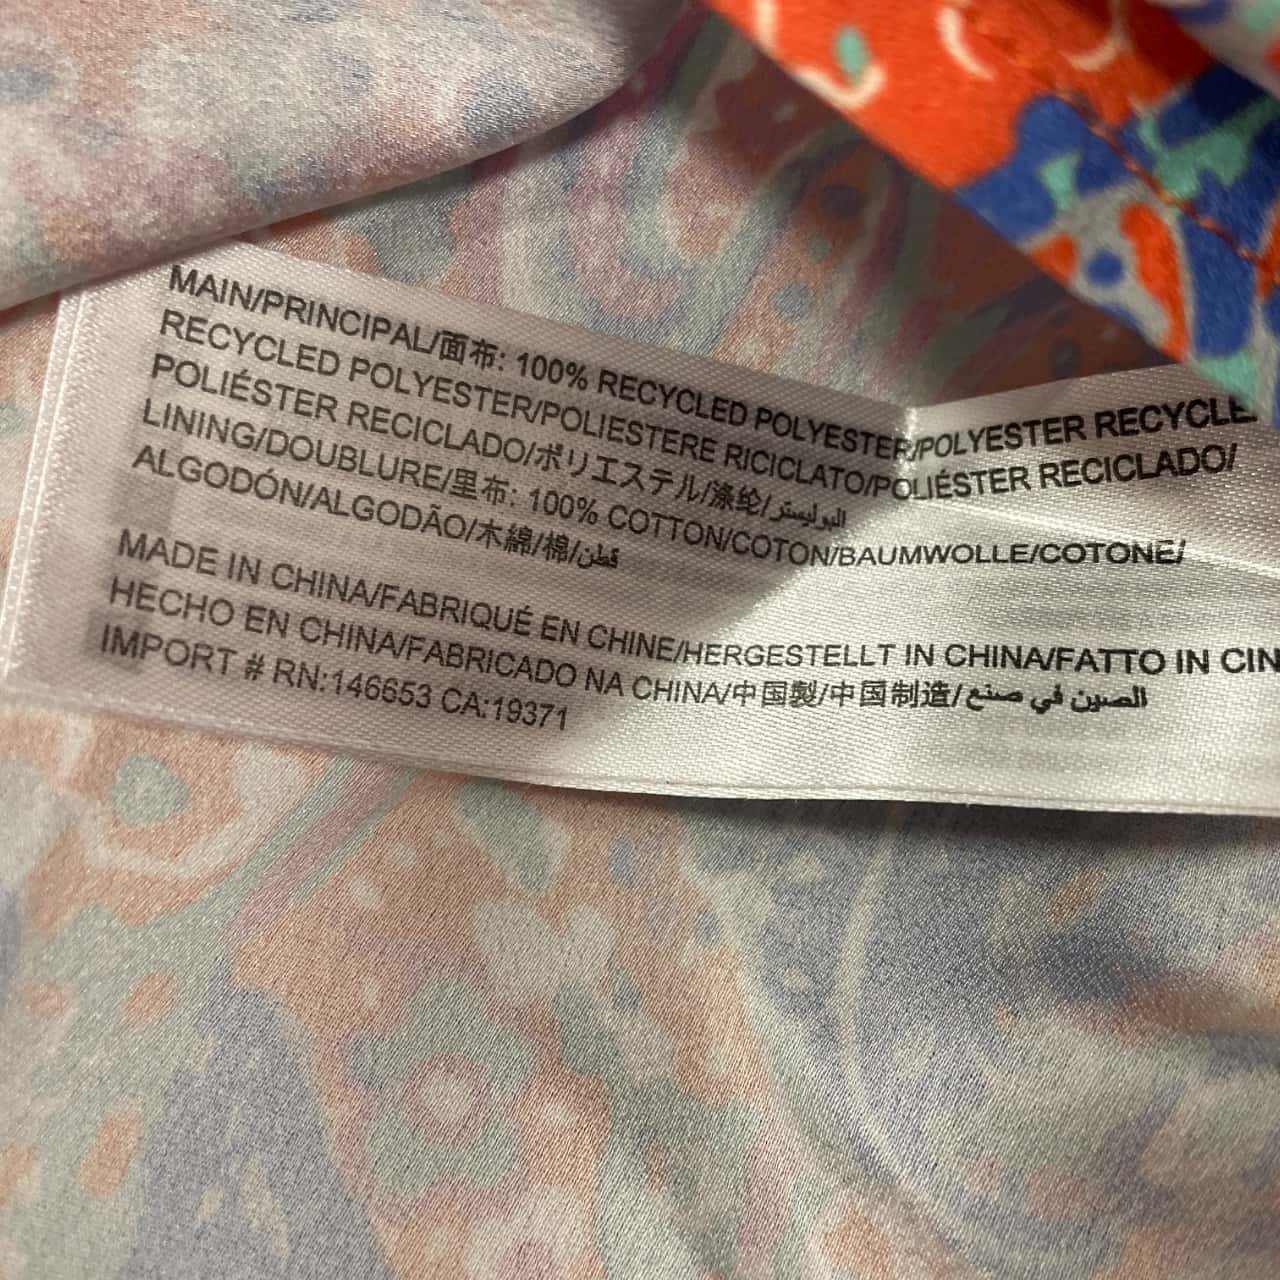 MAIN/PRINCIPAL/面布: 100% RECYCLED POLYESTER/POLYESTER RECYCLE
RECYCLED POLYESTER/POLIESTERE RICICLATO/POLIÉSTER RECICLADO/
POLIÉSTER RECICLADO/ポリエステル/涤纶/البوليستر
LINING/DOUBLURE/里布: 100% COTTON/COTON/BAUMWOLLE/COTONE/
ALGODÓN/ALGODÃO/木綿/棉/قطن
MADE IN CHINA/FABRIQUÉ EN CHINE/HERGESTELLT IN CHINA/FATTO IN CIN
HECHO EN CHINA/FABRICADO NA CHINA/中国製/中国制造/الصين في صنع
IMPORT # RN:146653 CA:19371